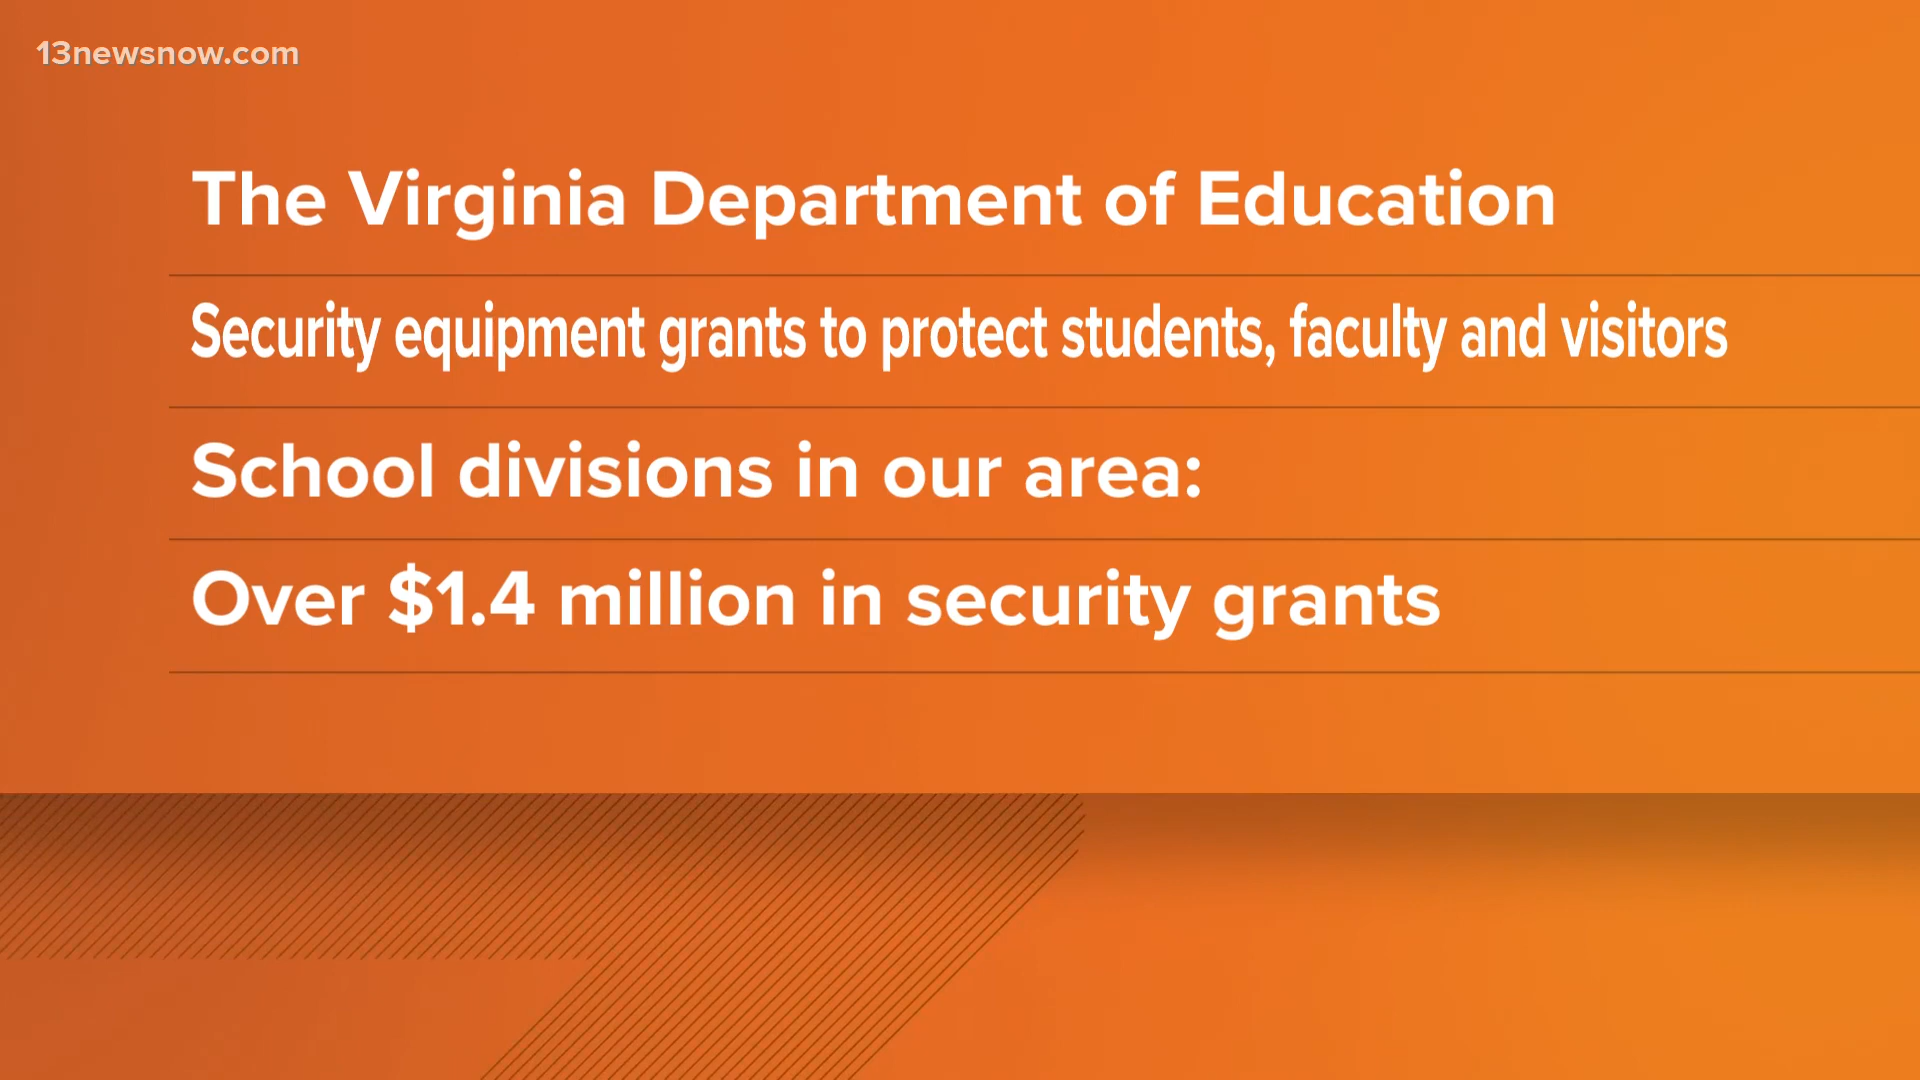 13newsnow.com
The Virginia Department of Education
Security equipment grants to protect students, faculty and visitors
School divisions in our area:
Over $1.4 million in security grants